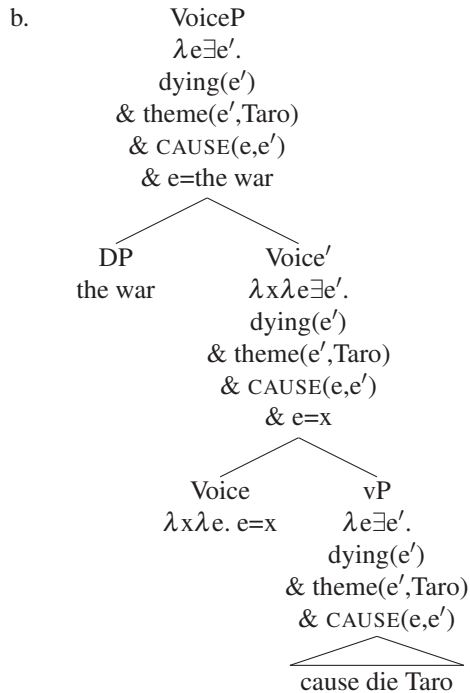 b. VoiceP
λe∃e′.
dying(e′)
& theme(e′,Taro)
& CAUSE(e,e′)
& e=the war
DP Voice′
the war λxλe∃e′.
dying(e′)
& theme(e′,Taro)
& CAUSE(e,e′)
& e=x
Voice vP
λxλe. e=x λe∃e′.
dying(e′)
& theme(e′,Taro)
& CAUSE(e,e′)
cause die Taro